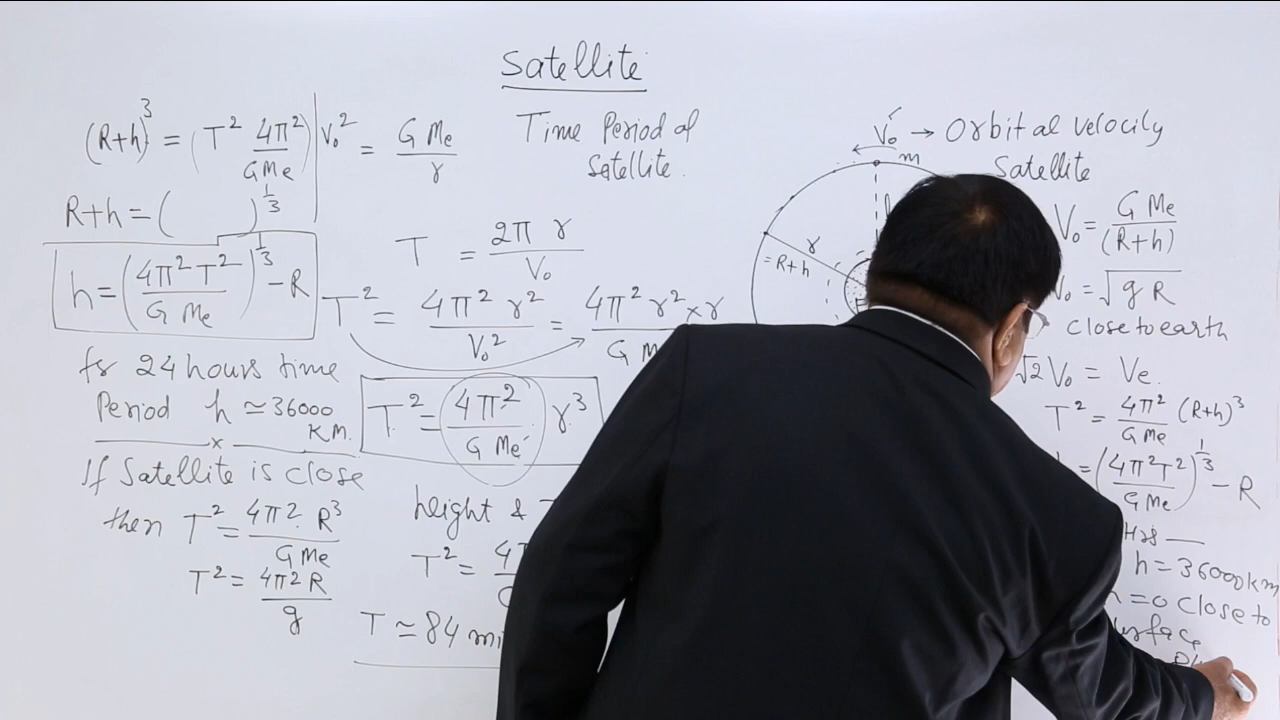 Satellite
(R+h)³ = (T² 4π²/GMe)
R+h = ( )^1/3
h = (4π²T²/GMe)^1/3 - R
fr 24 hours time
Period h ≃ 36000
KM.
x
If Satellite is close
then T² = 4π2. R³/GMe
T² = 4π2 R/g
V₀² = GMe/r
Time Period of
Satellite.
T = 2π r/V₀
T² = 4π² r²/V₀² = 4π² r² × r/G M
T² = 4π²/GMe r³
height &
T² = 4
T ≃ 84 mi
V₀ → Orbital velocity
m
Satellite
r
= R+h
V₀ = GMe/(R+h)
V₀ = √gR
Close to earth
√2 V₀ = Ve.
T² = 4π²/GMe (R+h)³
= (4π²T²/GMe)^1/3 - R
h = 36000km
=0 Close to